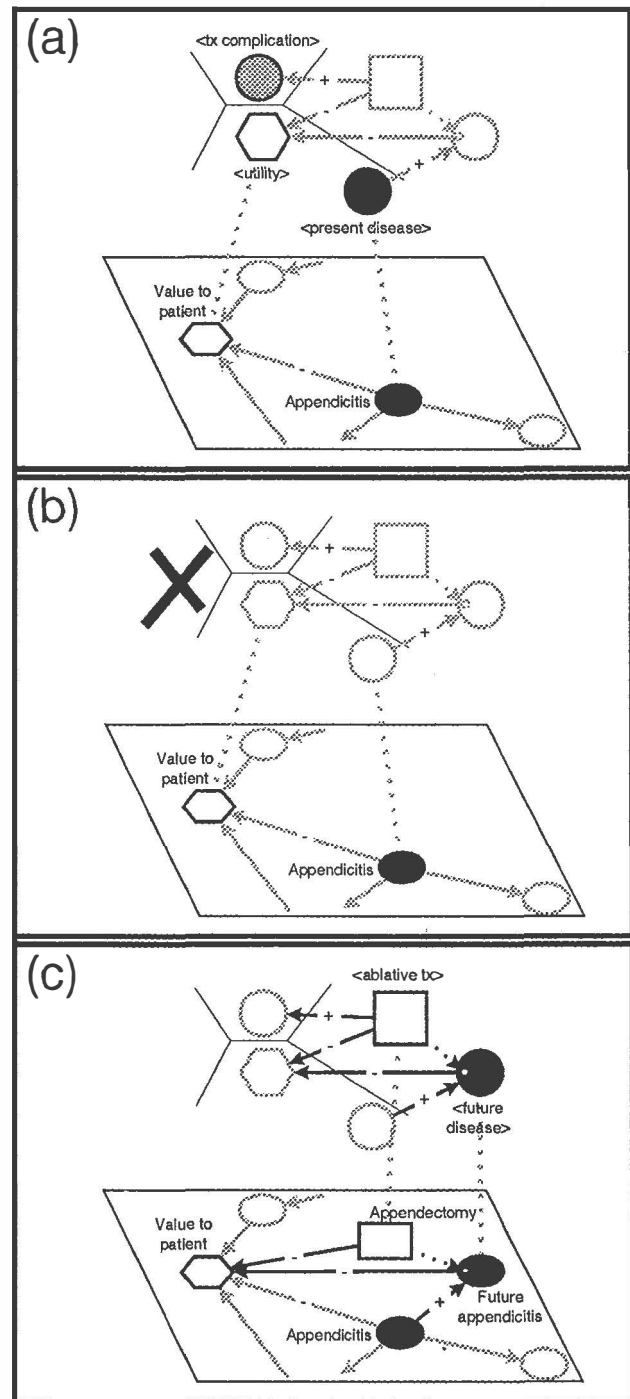 (a)
<tx complication>
+
-
-
+
<utility>
<present disease>
Value to
patient
-
Appendicitis
(b)
+
-
-
+
Value to
patient
-
Appendicitis
(c)
<ablative tx>
+
-
-
+
<future
disease>
Appendectomy
Value to
patient
-
-
+
Future
appendicitis
-
Appendicitis